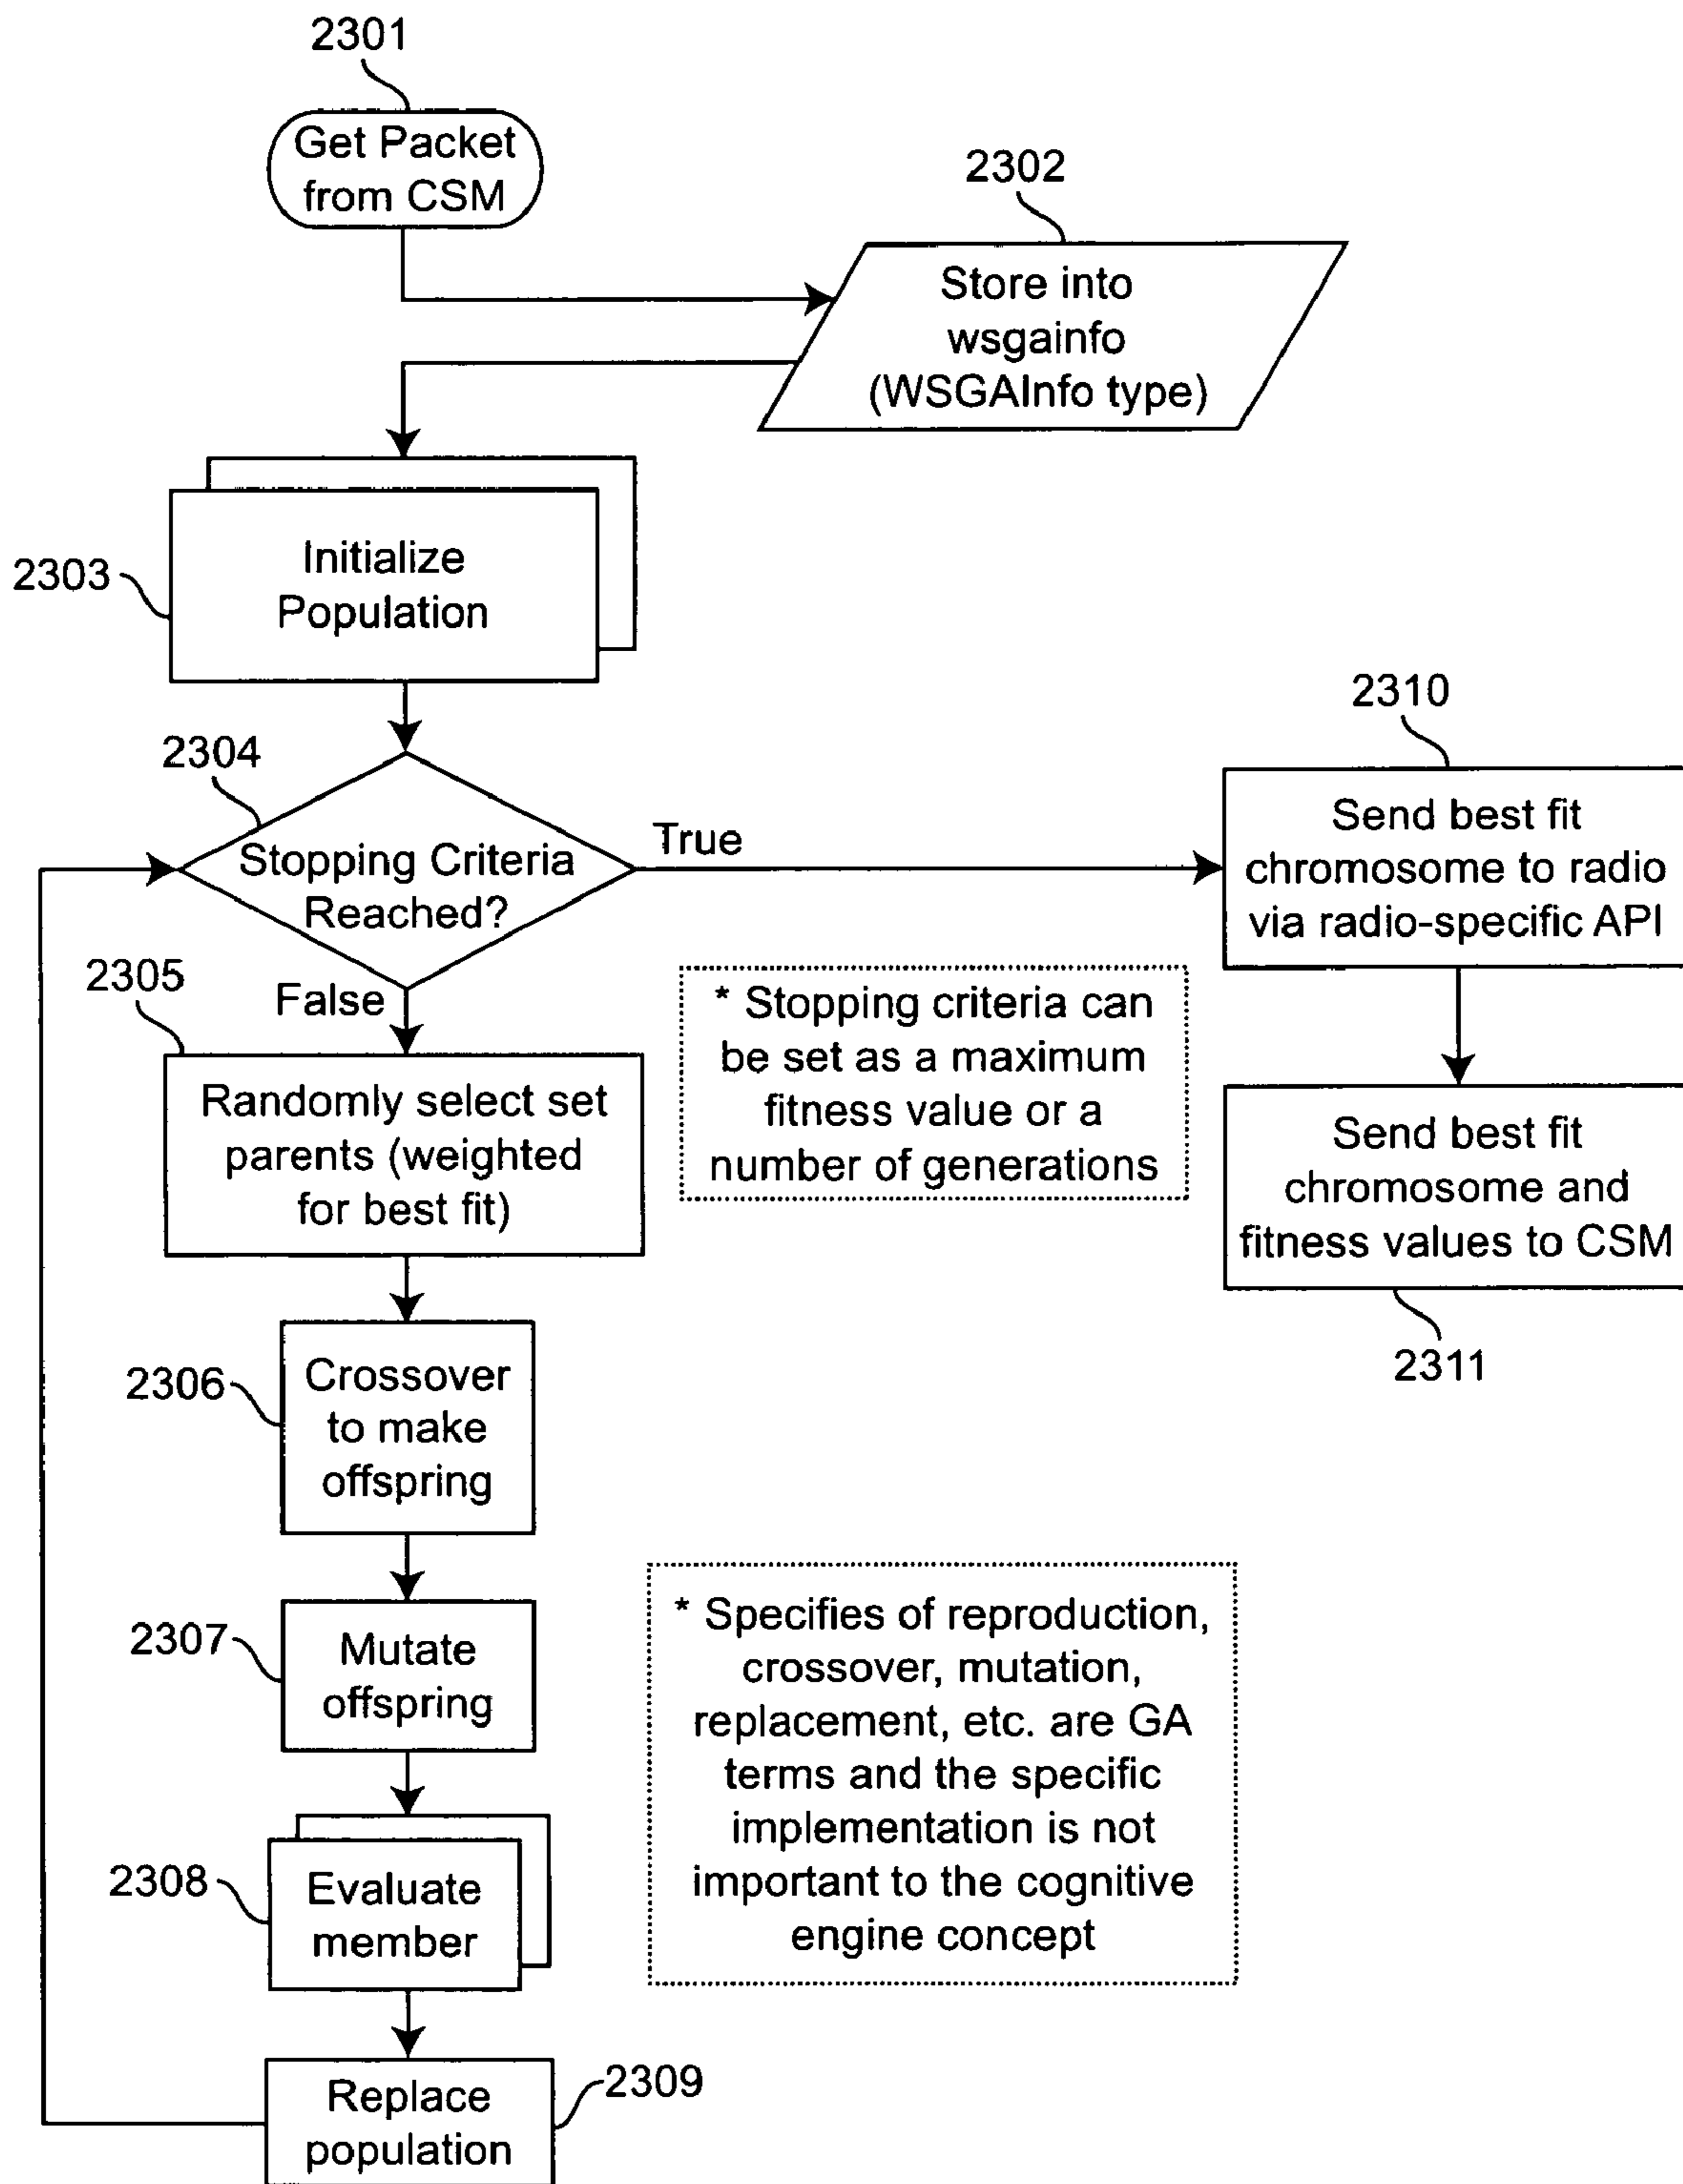 2301
Get Packet
from CSM
2302
Store into
wsgainfo
(WSGAInfo type)
2303
Initialize
Population
2304
Stopping Criteria
Reached?
True
False
2310
Send best fit
chromosome to radio
via radio-specific API
2305
Randomly select set
parents (weighted
for best fit)
* Stopping criteria can
be set as a maximum
fitness value or a
number of generations
Send best fit
chromosome and
fitness values to CSM
2311
2306
Crossover
to make
offspring
2307
Mutate
offspring
* Specifies of reproduction,
crossover, mutation,
replacement, etc. are GA
terms and the specific
implementation is not
important to the cognitive
engine concept
2308
Evaluate
member
2309
Replace
population